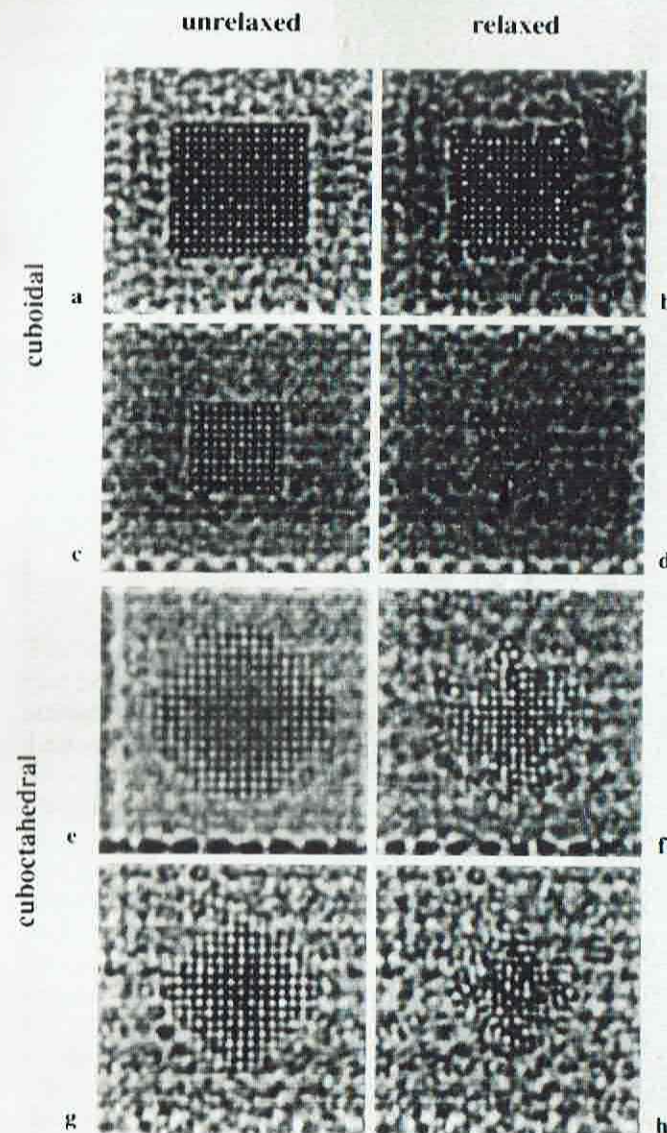 unrelaxed relaxed
cuboidal
a b
c d
cuboctahedral
e f
g h